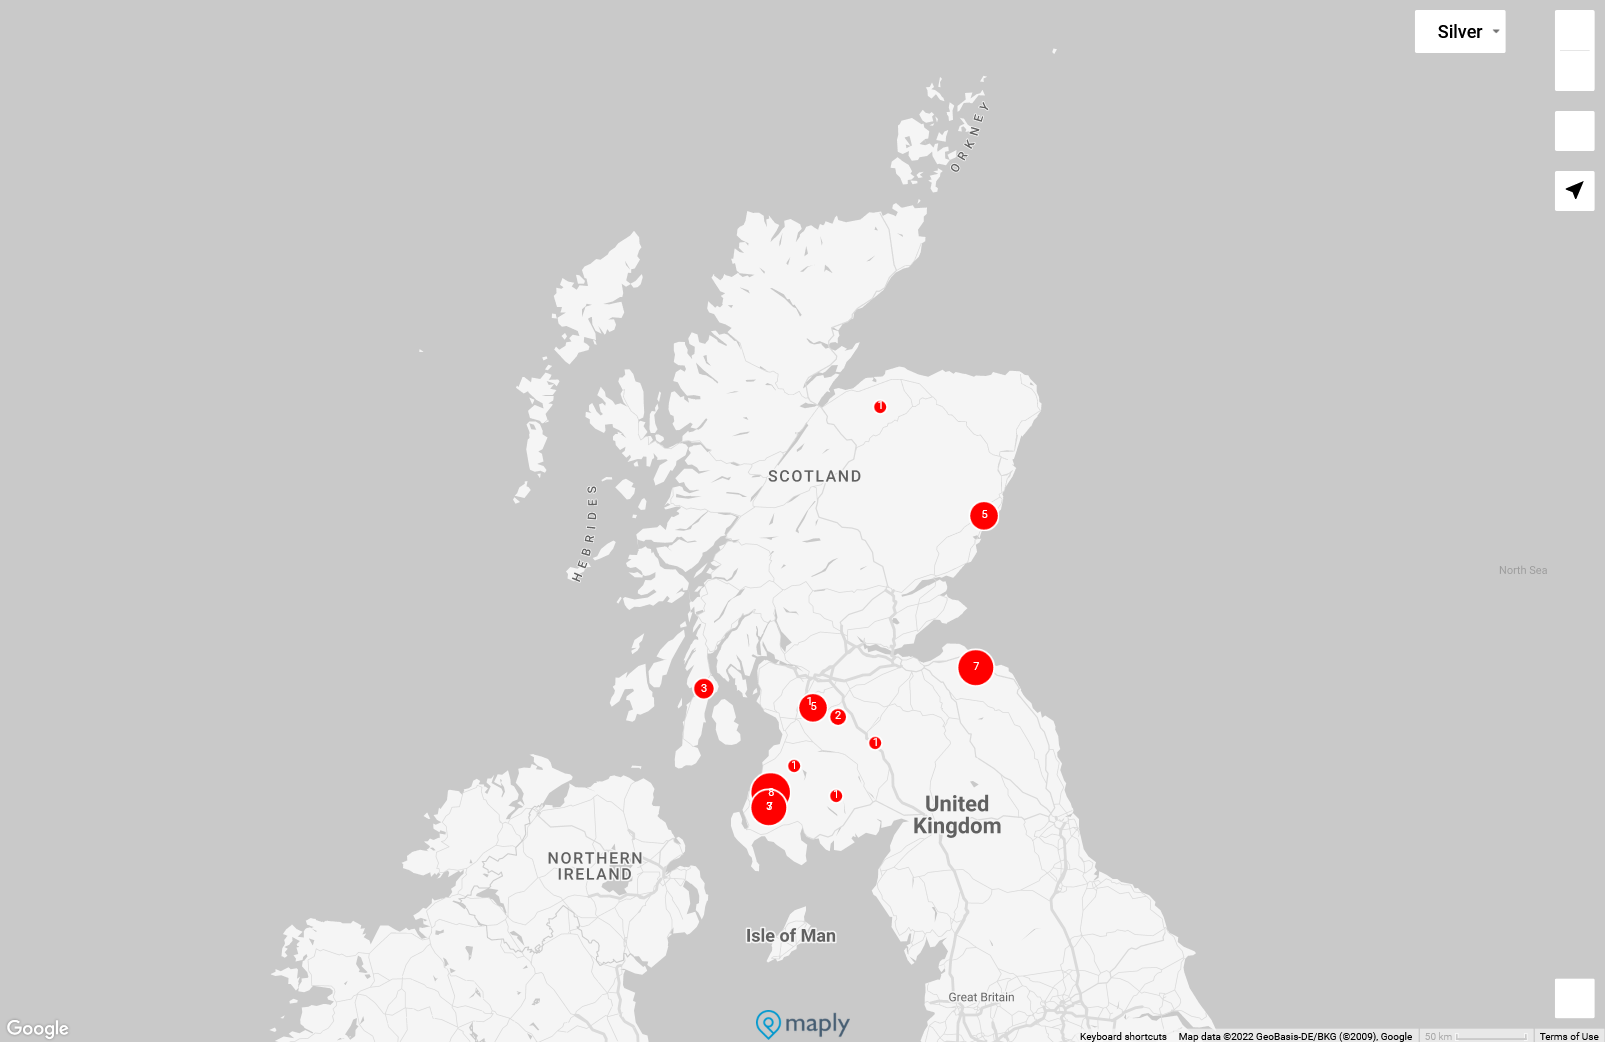 Silver
ORKNEY
1
SCOTLAND
HEBRIDES
5
North Sea
7
3
1
5
2
1
1
1
United
Kingdom
NORTHERN
IRELAND
Isle of Man
Great Britain
Google
maply
Keyboard shortcuts
Map data ©2022 GeoBasis-DE/BKG (©2009), Google
50 km
Terms of Use